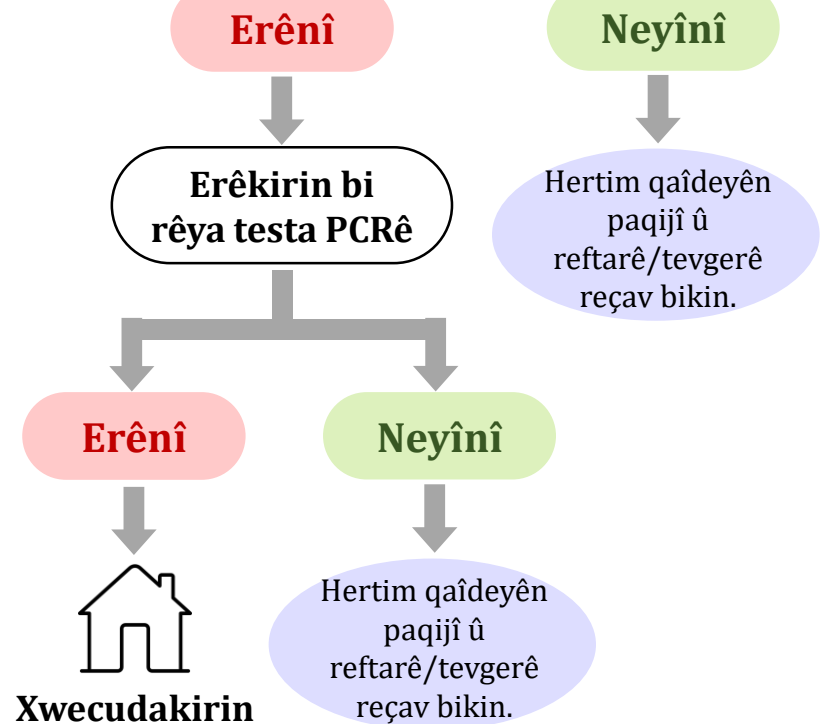 Erênî
Neyînî
Erêkirin bi
rêya testa PCRê
Hertim qaîdeyên
paqijî û
reftarê/tevgerê
reçav bikin.
Erênî
Neyînî
Xwecudakirin
Hertim qaîdeyên
paqijî û
reftarê/tevgerê
reçav bikin.